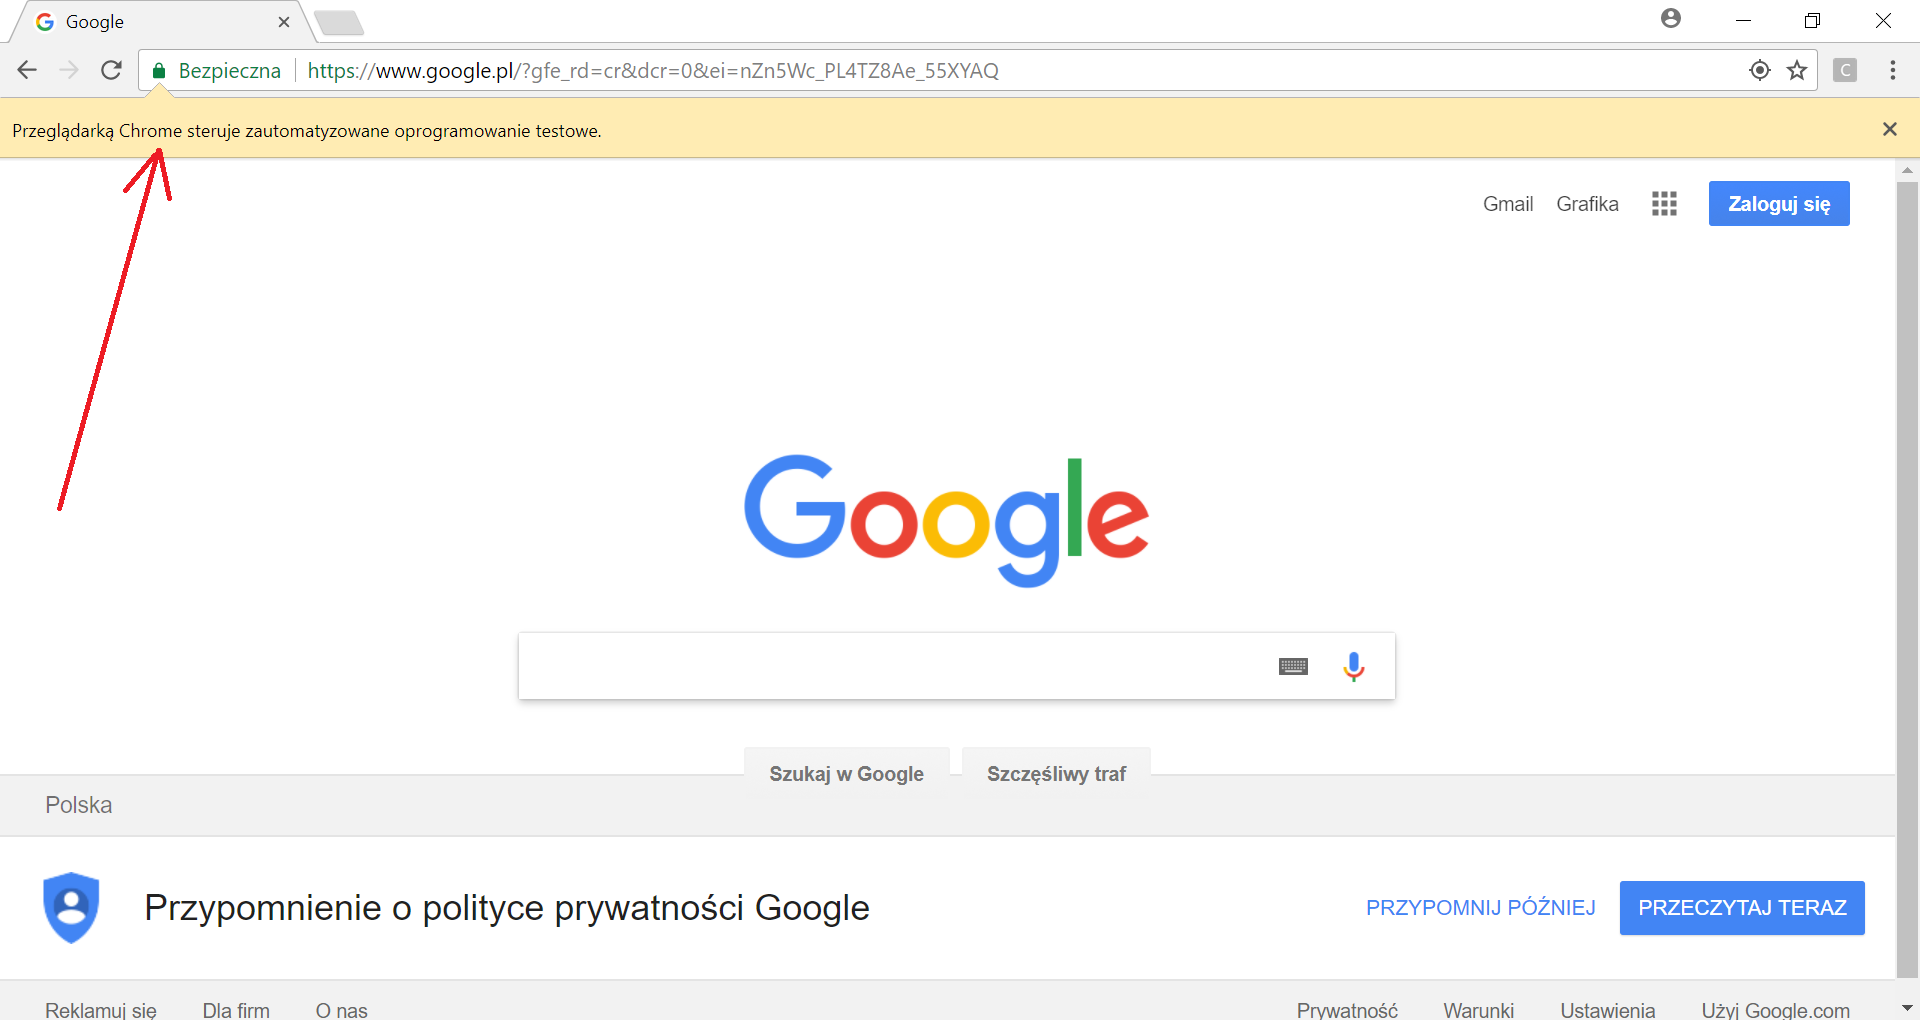 Google
Bezpieczna https://www.google.pl/?gfe_rd=cr&dcr=0&ei=nZn5Wc_PL4TZ8Ae_55XYAQ
C
Przeglądarką Chrome steruje zautomatyzowane oprogramowanie testowe.
Gmail Grafika Zaloguj się
Google
Szukaj w Google Szczęśliwy traf
Polska
Przypomnienie o polityce prywatności Google PRZYPOMNIJ PÓŹNIEJ PRZECZYTAJ TERAZ
Reklamuj się Dla firm O nas Prywatność Warunki Ustawienia Użyj Google.com